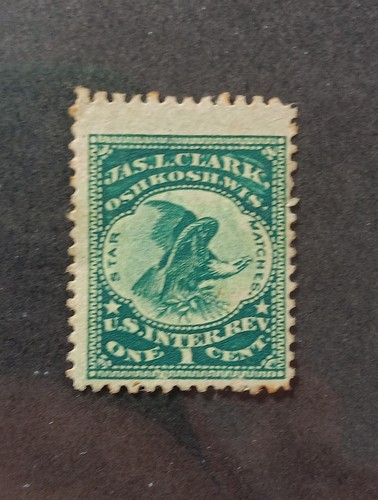 JAS. L. CLARK,
OSHKOSH, WIS.
STAR MATCHES
U.S. INTER. REV.
ONE 1 CENT.